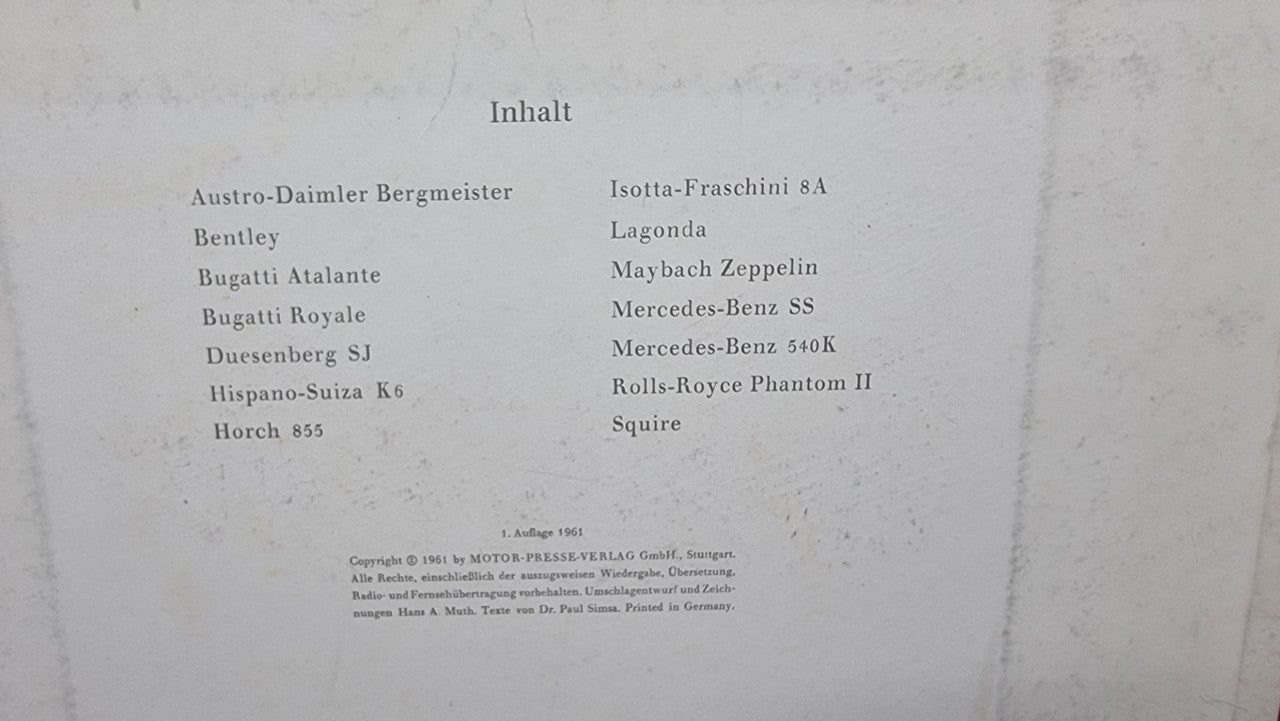 Inhalt
Austro-Daimler Bergmeister
Bentley
Bugatti Atalante
Bugatti Royale
Duesenberg SJ
Hispano-Suiza K6
Horch 855
Isotta-Fraschini 8A
Lagonda
Maybach Zeppelin
Mercedes-Benz SS
Mercedes-Benz 540K
Rolls-Royce Phantom II
Squire
1. Auflage 1961
Copyright © 1961 by MOTOR-PRESSE-VERLAG GmbH., Stuttgart.
Alle Rechte, einschließlich der auszugsweisen Wiedergabe, Übersetzung,
Radio- und Fernsehübertragung vorbehalten. Umschlagentwurf und Zeich-
nungen Hans A. Muth. Texte von Dr. Paul Simsa. Printed in Germany.